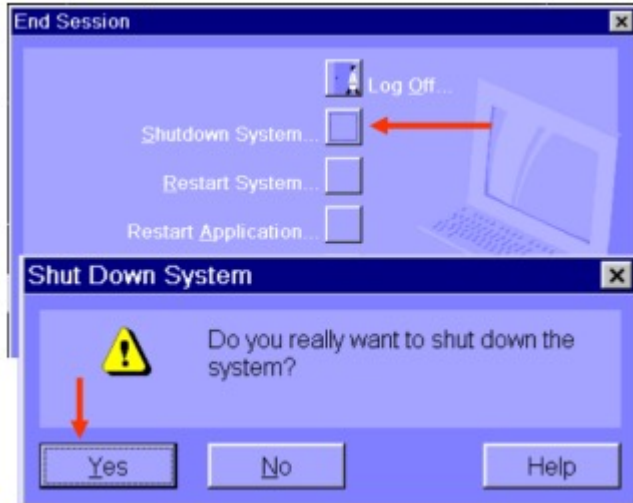 End Session
Log Off...
Shutdown System...
Restart System...
Restart Application...
Shut Down System
Do you really want to shut down the
system?
Yes
No
Help